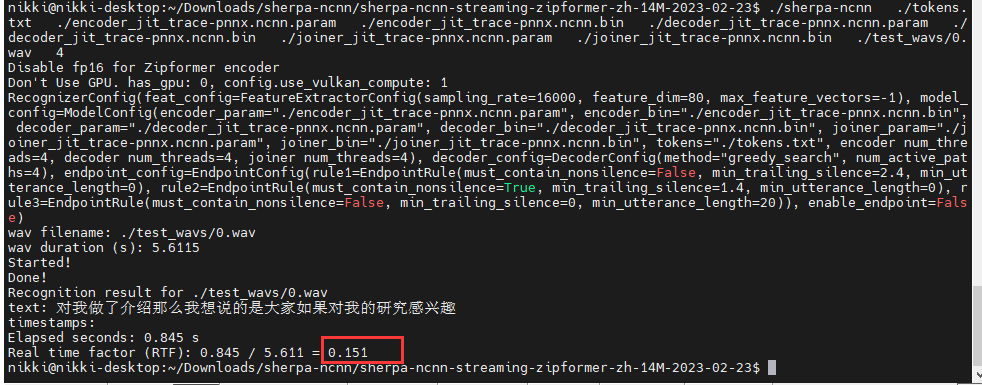 nikki@nikki-desktop:~/Downloads/sherpa-ncnn/sherpa-ncnn-streaming-zipformer-zh-14M-2023-02-23$ ./sherpa-ncnn   ./tokens.
txt   ./encoder_jit_trace-pnnx.ncnn.param   ./encoder_jit_trace-pnnx.ncnn.bin   ./decoder_jit_trace-pnnx.ncnn.param   ./
decoder_jit_trace-pnnx.ncnn.bin   ./joiner_jit_trace-pnnx.ncnn.param   ./joiner_jit_trace-pnnx.ncnn.bin   ./test_wavs/0.
wav   4
Disable fp16 for Zipformer encoder
Don't Use GPU. has_gpu: 0, config.use_vulkan_compute: 1
RecognizerConfig(feat_config=FeatureExtractorConfig(sampling_rate=16000, feature_dim=80, max_feature_vectors=-1), model_
config=ModelConfig(encoder_param="./encoder_jit_trace-pnnx.ncnn.param", encoder_bin="./encoder_jit_trace-pnnx.ncnn.bin",
 decoder_param="./decoder_jit_trace-pnnx.ncnn.param", decoder_bin="./decoder_jit_trace-pnnx.ncnn.bin", joiner_param="./j
oiner_jit_trace-pnnx.ncnn.param", joiner_bin="./joiner_jit_trace-pnnx.ncnn.bin", tokens="./tokens.txt", encoder num_thre
ads=4, decoder num_threads=4, joiner num_threads=4), decoder_config=DecoderConfig(method="greedy_search", num_active_pat
hs=4), endpoint_config=EndpointConfig(rule1=EndpointRule(must_contain_nonsilence=False, min_trailing_silence=2.4, min_ut
terance_length=0), rule2=EndpointRule(must_contain_nonsilence=True, min_trailing_silence=1.4, min_utterance_length=0), r
ule3=EndpointRule(must_contain_nonsilence=False, min_trailing_silence=0, min_utterance_length=20)), enable_endpoint=Fals
e)
wav filename: ./test_wavs/0.wav
wav duration (s): 5.6115
Started!
Done!
Recognition result for ./test_wavs/0.wav
text: 对我做了介绍那么我想说的是大家如果对我的研究感兴趣
timestamps:
Elapsed seconds: 0.845 s
Real time factor (RTF): 0.845 / 5.611 = 0.151
nikki@nikki-desktop:~/Downloads/sherpa-ncnn/sherpa-ncnn-streaming-zipformer-zh-14M-2023-02-23$